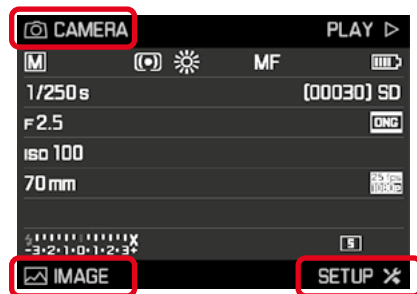 CAMERA PLAY
M MF
1/250 s [00030] SD
F 2.5 DNG
ISO 100
70 mm 25 fps 1080p
-3·2·1·0·1·2·3+
S
IMAGE SETUP